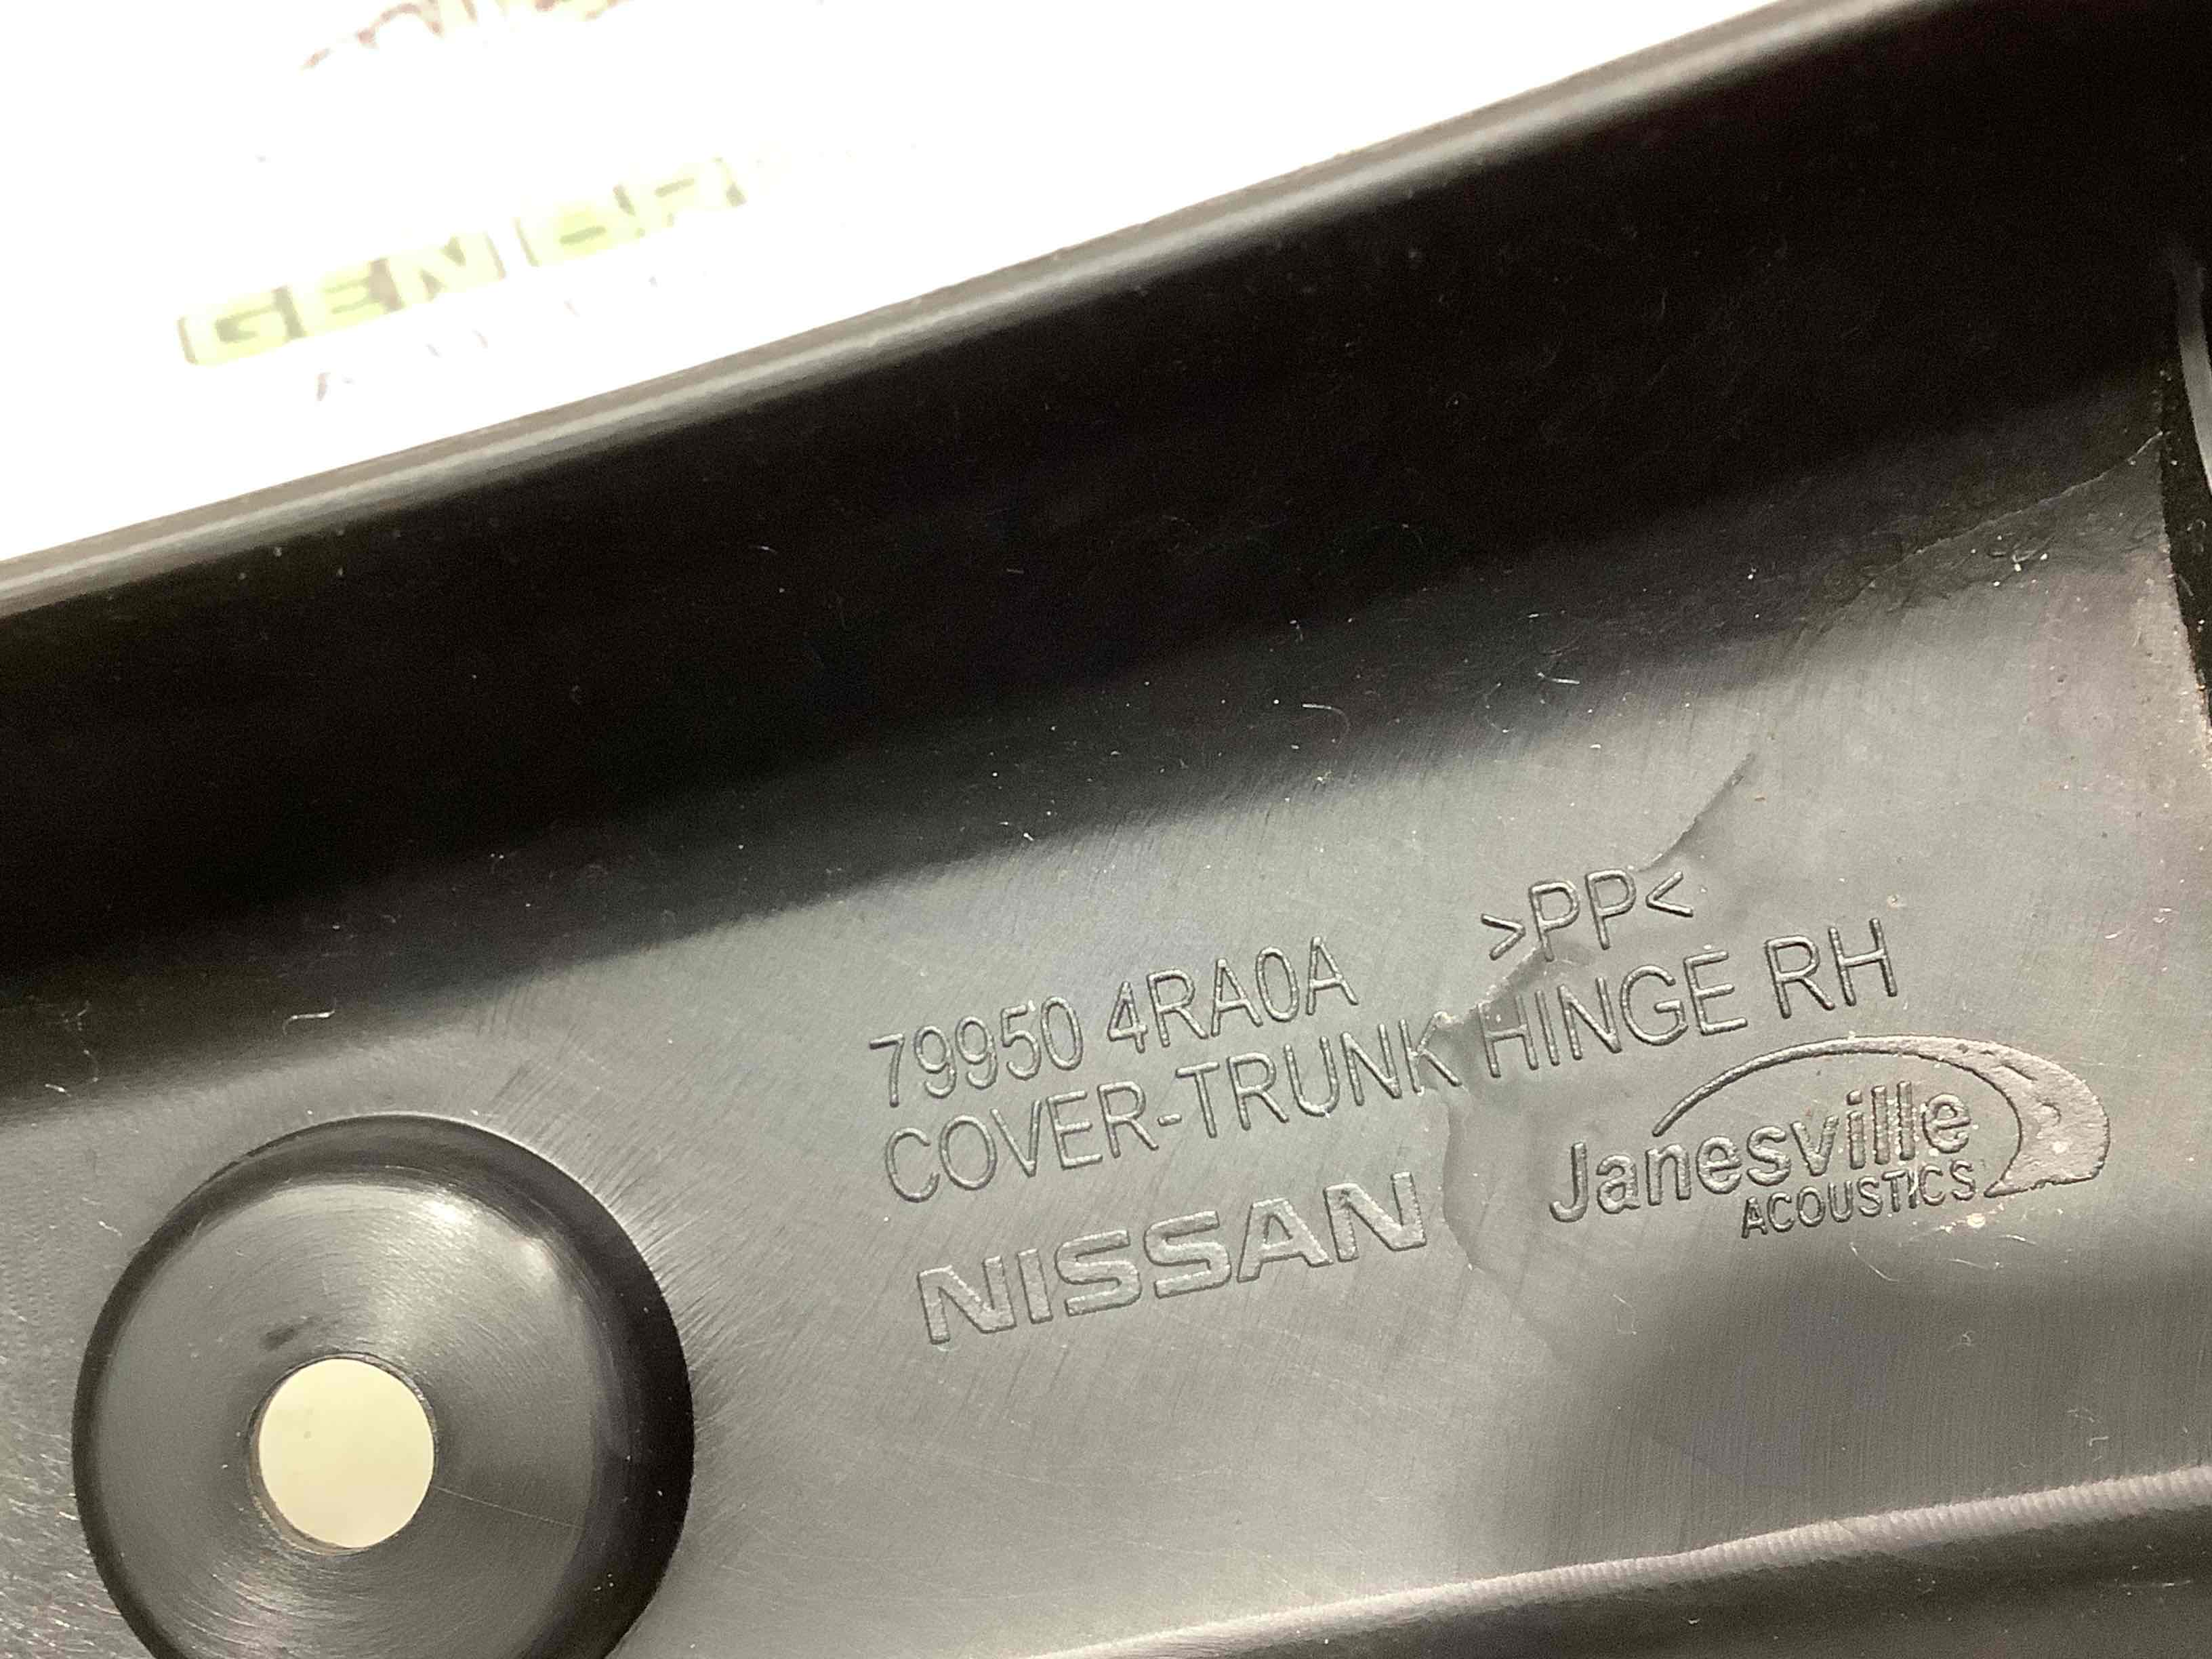 >PP<
79950 4RA0A
COVER-TRUNK HINGE RH
NISSAN
Janesville
ACOUSTICS